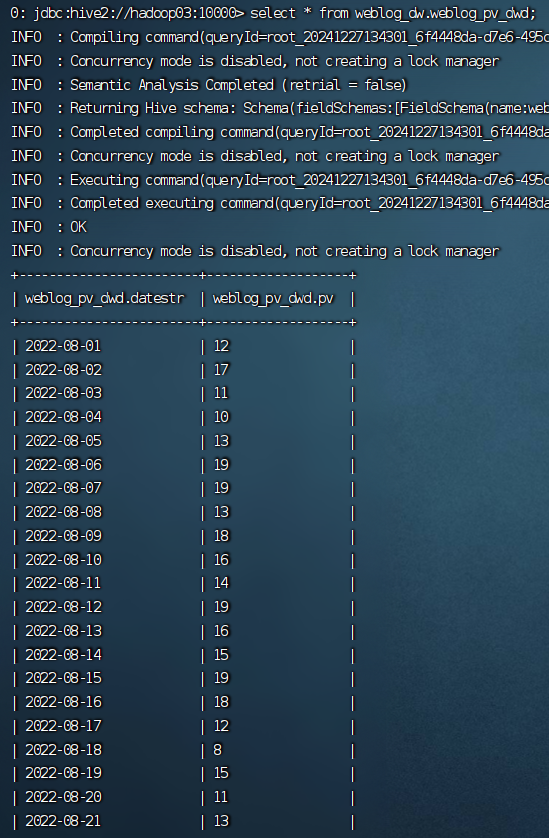 0: jdbc:hive2://hadoop03:10000> select * from weblog_dw.weblog_pv_dwd;
INFO  : Compiling command(queryId=root_20241227134301_6f4448da-d7e6-495c
INFO  : Concurrency mode is disabled, not creating a lock manager
INFO  : Semantic Analysis Completed (retrial = false)
INFO  : Returning Hive schema: Schema(fieldSchemas:[FieldSchema(name:web
INFO  : Completed compiling command(queryId=root_20241227134301_6f4448da
INFO  : Concurrency mode is disabled, not creating a lock manager
INFO  : Executing command(queryId=root_20241227134301_6f4448da-d7e6-495c
INFO  : Completed executing command(queryId=root_20241227134301_6f4448da
INFO  : OK
INFO  : Concurrency mode is disabled, not creating a lock manager
+-----------------------+-------------------+
| weblog_pv_dwd.datestr  | weblog_pv_dwd.pv  |
+-----------------------+-------------------+
| 2022-08-01             | 12                |
| 2022-08-02             | 17                |
| 2022-08-03             | 11                |
| 2022-08-04             | 10                |
| 2022-08-05             | 13                |
| 2022-08-06             | 19                |
| 2022-08-07             | 19                |
| 2022-08-08             | 13                |
| 2022-08-09             | 18                |
| 2022-08-10             | 16                |
| 2022-08-11             | 14                |
| 2022-08-12             | 19                |
| 2022-08-13             | 16                |
| 2022-08-14             | 15                |
| 2022-08-15             | 19                |
| 2022-08-16             | 18                |
| 2022-08-17             | 12                |
| 2022-08-18             | 8                 |
| 2022-08-19             | 15                |
| 2022-08-20             | 11                |
| 2022-08-21             | 13                |